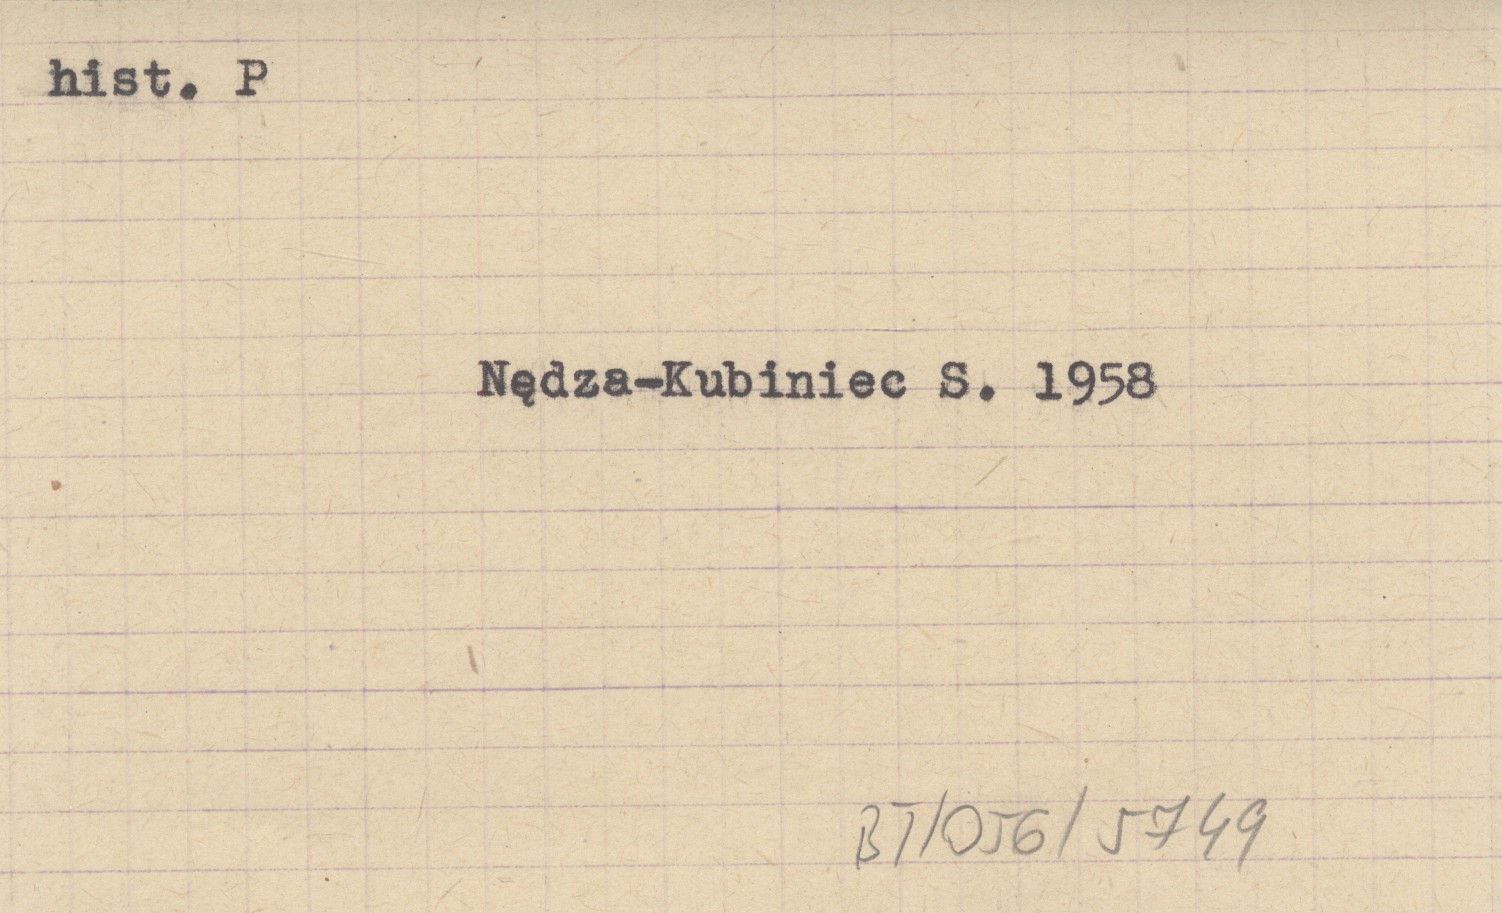 hist. P
Nędza-Kubiniec S. 1958
BT/056/5749